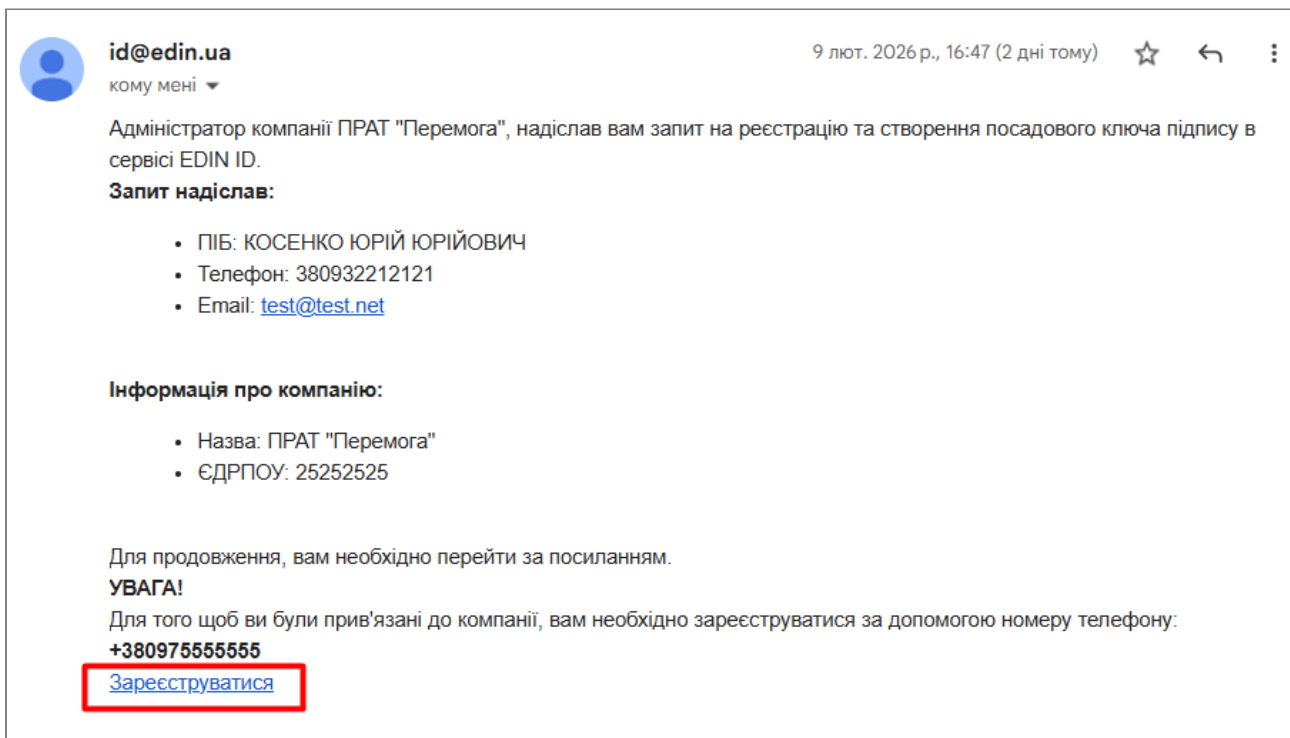 id@edin.ua
9 лют. 2026 р., 16:47 (2 дні тому)
кому мені
Адміністратор компанії ПРАТ "Перемога", надіслав вам запит на реєстрацію та створення посадового ключа підпису в
сервісі EDIN ID.
Запит надіслав:
• ПІБ: КОСЕНКО ЮРІЙ ЮРІЙОВИЧ
• Телефон: 380932212121
• Email: test@test.net
Інформація про компанію:
• Назва: ПРАТ "Перемога"
• ЄДРПОУ: 25252525
Для продовження, вам необхідно перейти за посиланням.
УВАГА!
Для того щоб ви були прив'язані до компанії, вам необхідно зареєструватися за допомогою номеру телефону:
+380975555555
Зареєструватися